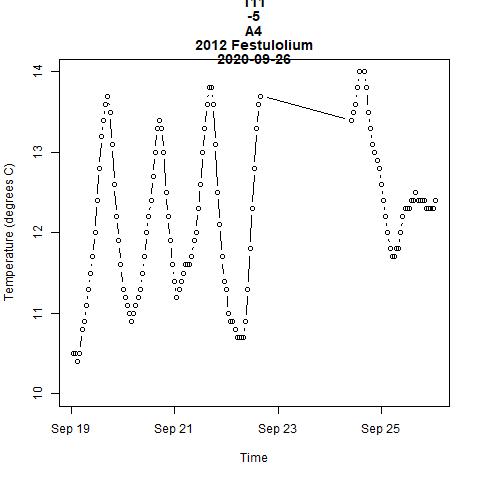 T11
-5
A4
2012 Festulolium
2020-09-26
Temperature (degrees C)
14
13
12
11
10
Sep 19
Sep 21
Sep 23
Sep 25
Time